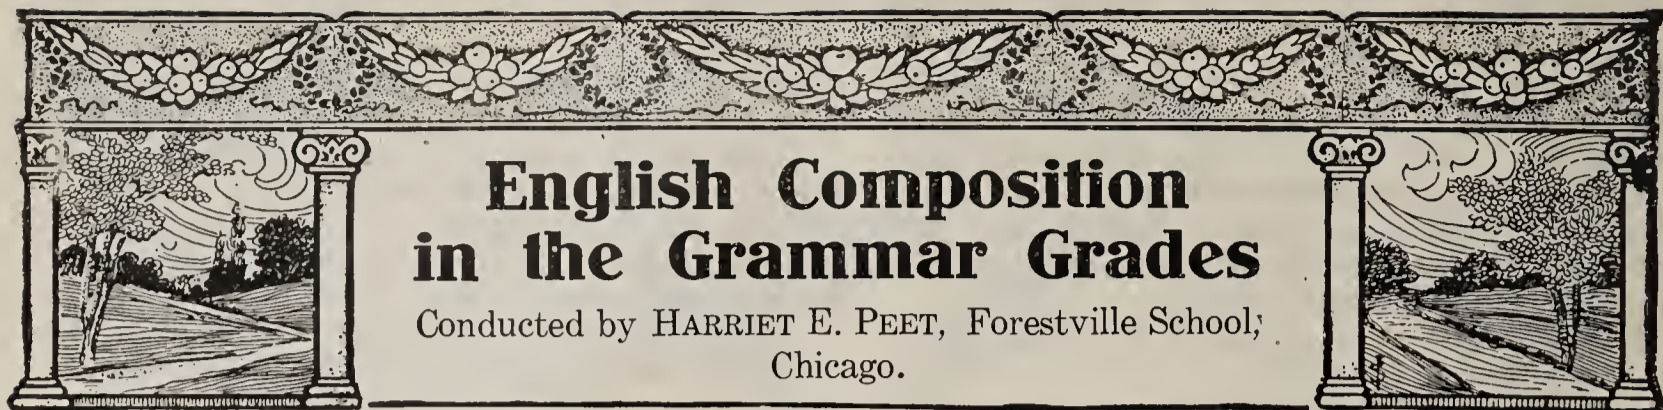 English Composition
in the Grammar Grades
Conducted by HARRIET E. PEET, Forestville School,
Chicago.